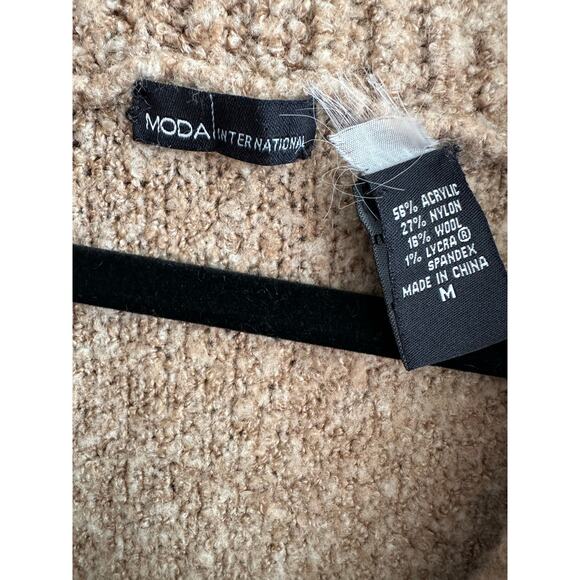 MODA INTERNATIONAL
56% ACRYLIC
27% NYLON
16% WOOL
1% LYCRA®
SPANDEX
MADE IN CHINA
M